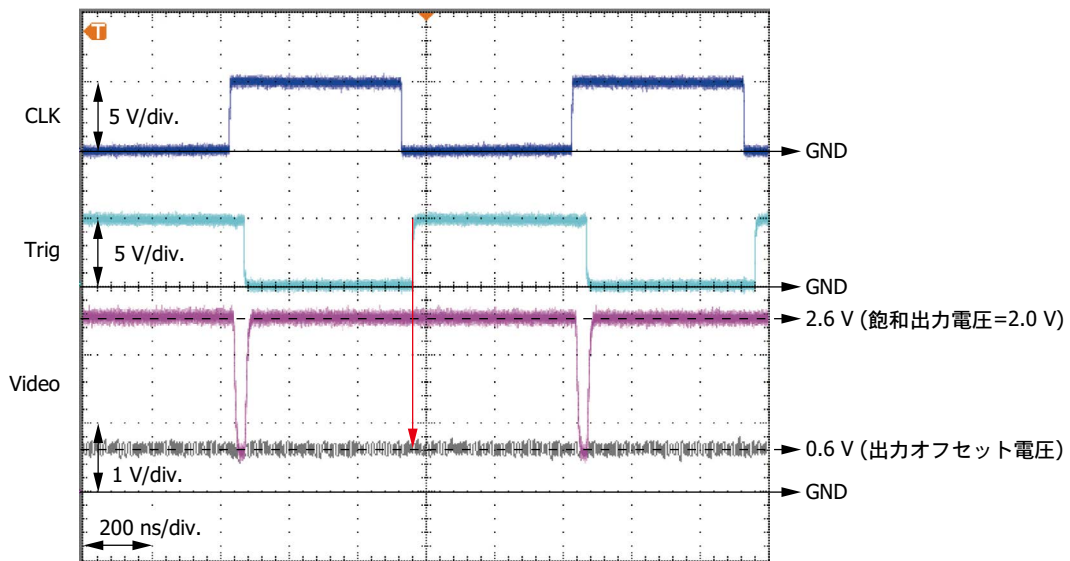 T
CLK
5 V/div.
GND
Trig
5 V/div.
GND
2.6 V (飽和出力電圧=2.0 V)
Video
0.6 V (出力オフセット電圧)
1 V/div.
GND
200 ns/div.